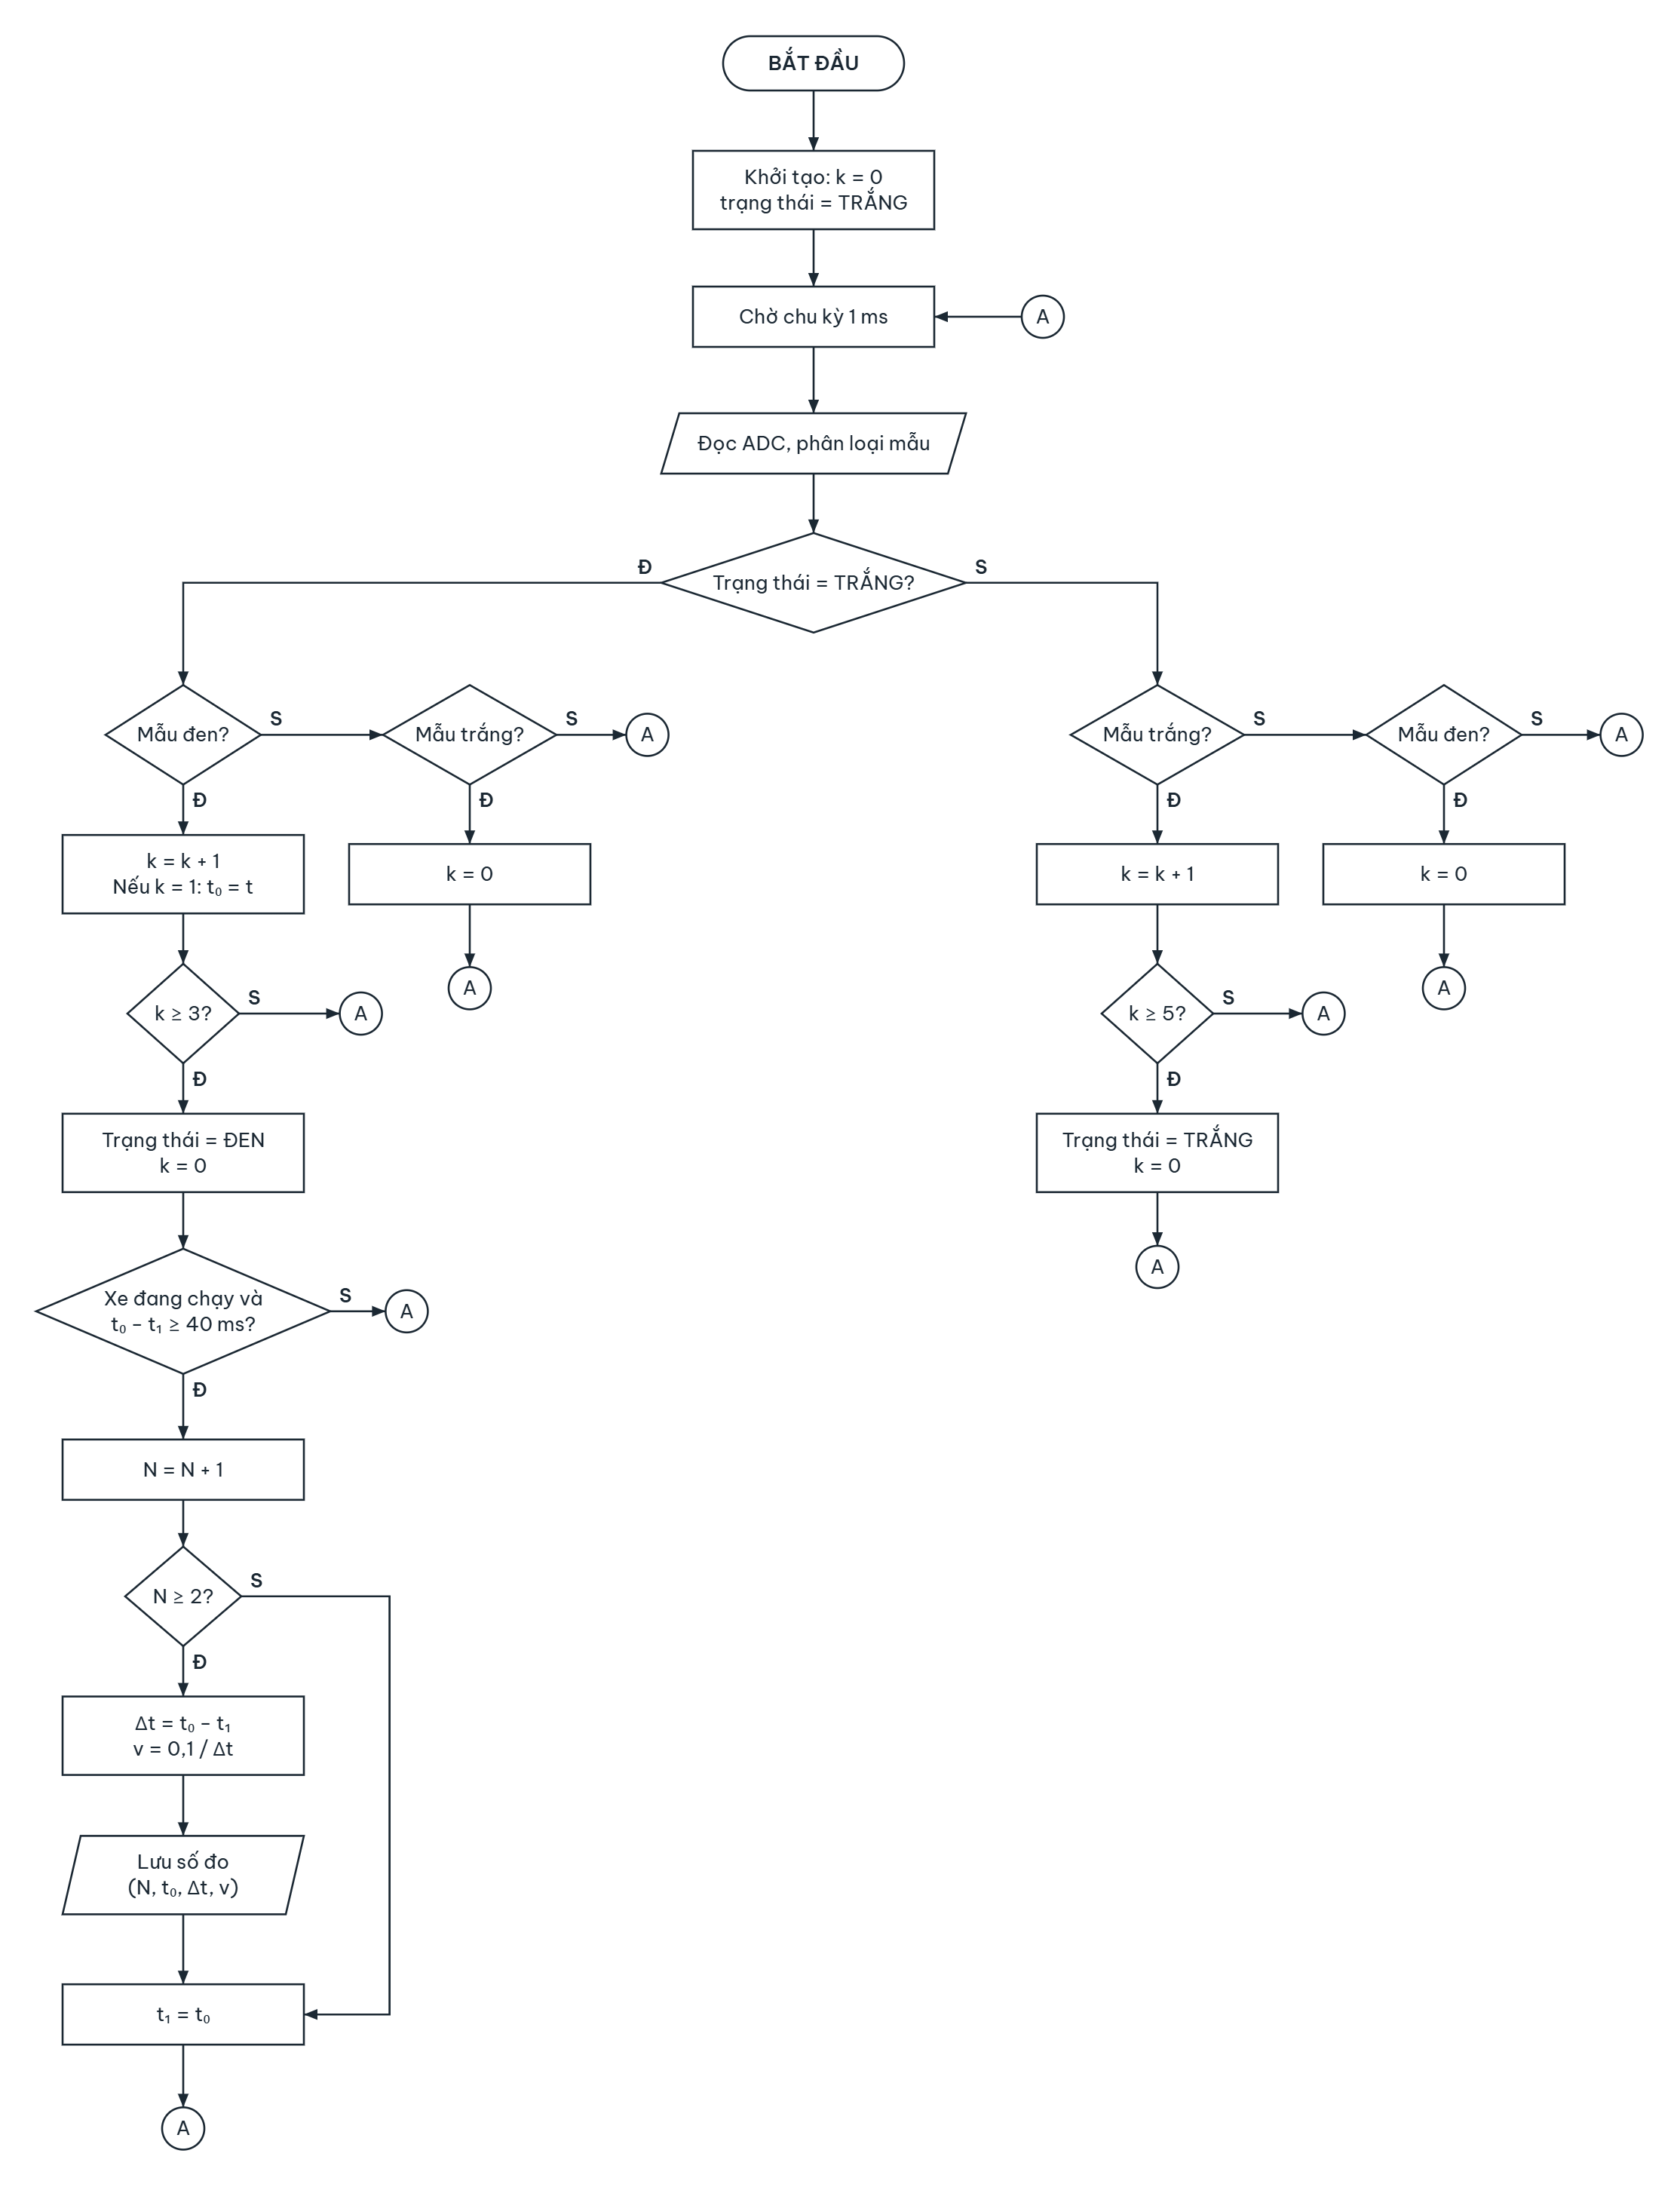 BẮT ĐẦU
Khởi tạo: k = 0
trạng thái = TRẮNG
Chờ chu kỳ 1 ms
A
Đọc ADC, phân loại mẫu
Trạng thái = TRẮNG?
Đ
S
Mẫu đen?
S
Mẫu trắng?
S
A
Đ
Đ
k = k + 1
Nếu k = 1: t₀ = t
k = 0
A
k ≥ 3?
S
A
Đ
Trạng thái = ĐEN
k = 0
Xe đang chạy và
t₀ – t₁ ≥ 40 ms?
S
A
Đ
N = N + 1
N ≥ 2?
S
Đ
Δt = t₀ – t₁
v = 0,1 / Δt
Lưu số đo
(N, t₀, Δt, v)
t₁ = t₀
A
Mẫu trắng?
S
Mẫu đen?
S
A
Đ
Đ
k = k + 1
k = 0
A
k ≥ 5?
S
A
Đ
Trạng thái = TRẮNG
k = 0
A